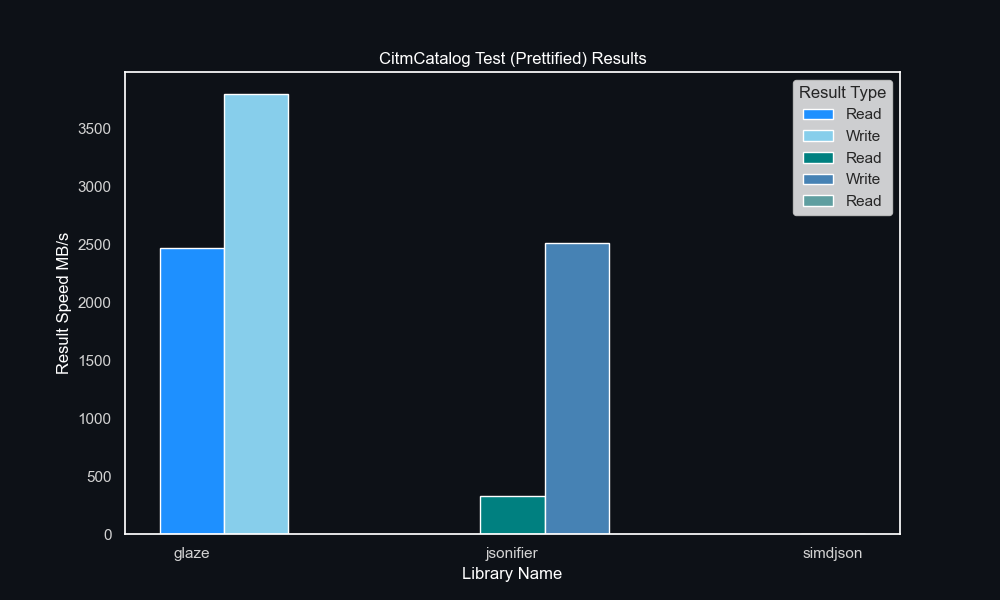 CitmCatalog Test (Prettified) Results
Result Type
Read
Write
Read
Write
Read
Result Speed MB/s
3500
3000
2500
2000
1500
1000
500
0
glaze
jsonifier
simdjson
Library Name